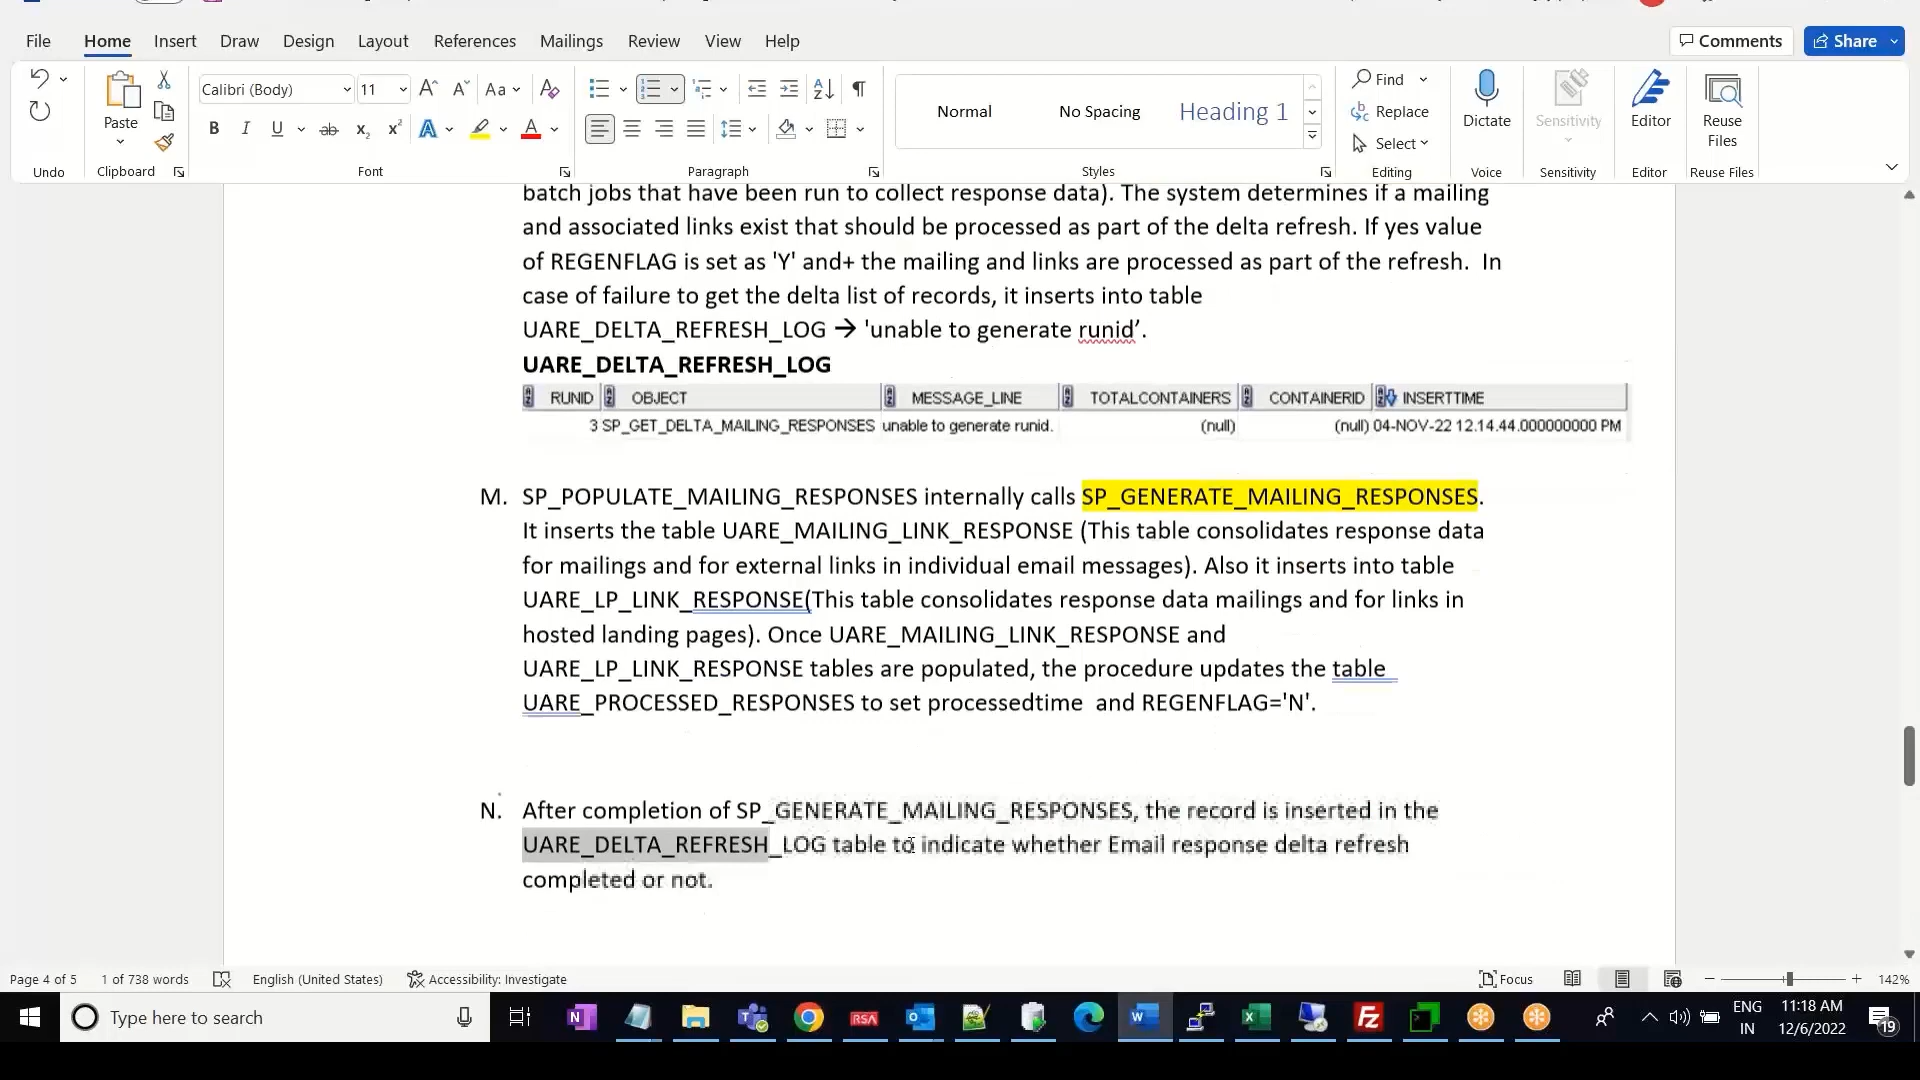 File Home Insert Draw Design Layout References Mailings Review View Help Comments Share
Calibri (Body) 11 Aa
Normal No Spacing Heading 1
Find
Replace
Select
Paste
Dictate Sensitivity Editor Reuse
Files
Undo Clipboard Font Paragraph Styles Editing Voice Sensitivity Editor Reuse Files
batch jobs that have been run to collect response data). The system determines if a mailing
and associated links exist that should be processed as part of the delta refresh. If yes value
of REGENFLAG is set as 'Y' and+ the mailing and links are processed as part of the refresh. In
case of failure to get the delta list of records, it inserts into table
UARE_DELTA_REFRESH_LOG → 'unable to generate runid’.
UARE_DELTA_REFRESH_LOG
RUNID OBJECT MESSAGE_LINE TOTALCONTAINERS CONTAINERID INSERTTIME
3 SP_GET_DELTA_MAILING_RESPONSES unable to generate runid. (null) (null) 04-NOV-22 12.14.44.000000000 PM
M. SP_POPULATE_MAILING_RESPONSES internally calls SP_GENERATE_MAILING_RESPONSES.
It inserts the table UARE_MAILING_LINK_RESPONSE (This table consolidates response data
for mailings and for external links in individual email messages). Also it inserts into table
UARE_LP_LINK_RESPONSE(This table consolidates response data mailings and for links in
hosted landing pages). Once UARE_MAILING_LINK_RESPONSE and
UARE_LP_LINK_RESPONSE tables are populated, the procedure updates the table
UARE_PROCESSED_RESPONSES to set processedtime and REGENFLAG='N'.
N. After completion of SP_GENERATE_MAILING_RESPONSES, the record is inserted in the
UARE_DELTA_REFRESH_LOG table to indicate whether Email response delta refresh
completed or not.
Page 4 of 5 1 of 738 words English (United States) Accessibility: Investigate Focus 142%
Type here to search
ENG
IN
11:18 AM
12/6/2022
19